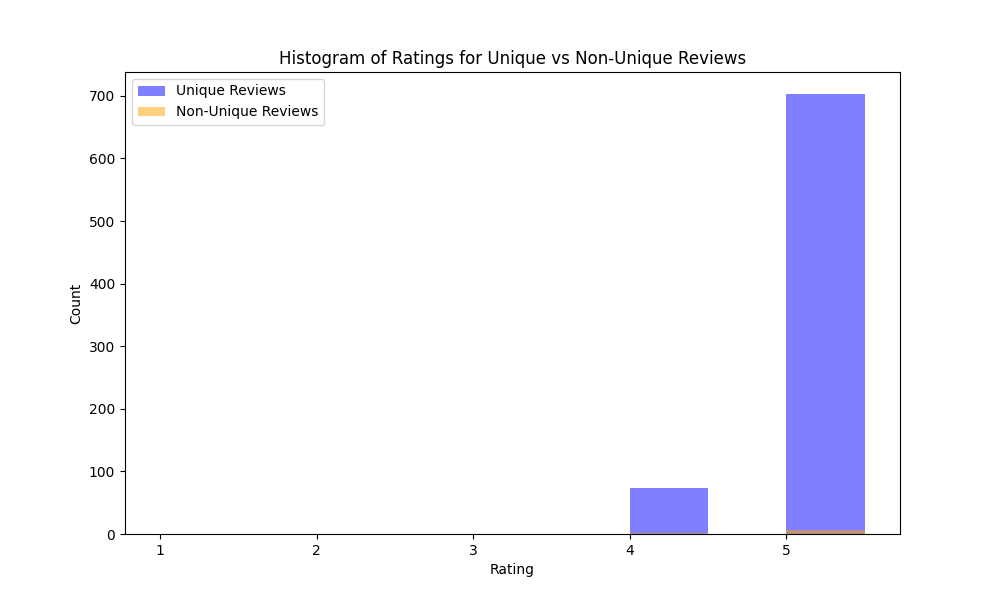 Histogram of Ratings for Unique vs Non-Unique Reviews
Unique Reviews
Non-Unique Reviews
700
600
500
400
300
200
100
0
Count
1 2 3 4 5
Rating